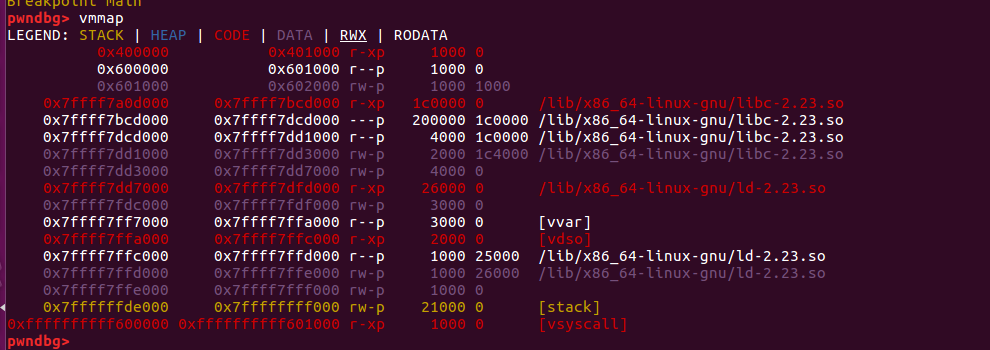 Breakpoint Main
pwndbg> vmmap
LEGEND: STACK | HEAP | CODE | DATA | RWX | RODATA
0x400000 0x401000 r-xp 1000 0
0x600000 0x601000 r--p 1000 0
0x601000 0x602000 rw-p 1000 1000
0x7ffff7a0d000 0x7ffff7bcd000 r-xp 1c0000 0 /lib/x86_64-linux-gnu/libc-2.23.so
0x7ffff7bcd000 0x7ffff7dcd000 ---p 200000 1c0000 /lib/x86_64-linux-gnu/libc-2.23.so
0x7ffff7dcd000 0x7ffff7dd1000 r--p 4000 1c0000 /lib/x86_64-linux-gnu/libc-2.23.so
0x7ffff7dd1000 0x7ffff7dd3000 rw-p 2000 1c4000 /lib/x86_64-linux-gnu/libc-2.23.so
0x7ffff7dd3000 0x7ffff7dd7000 rw-p 4000 0
0x7ffff7dd7000 0x7ffff7dfd000 r-xp 26000 0 /lib/x86_64-linux-gnu/ld-2.23.so
0x7ffff7fdc000 0x7ffff7fdf000 rw-p 3000 0
0x7ffff7ff7000 0x7ffff7ffa000 r--p 3000 0 [vvar]
0x7ffff7ffa000 0x7ffff7ffc000 r-xp 2000 0 [vdso]
0x7ffff7ffc000 0x7ffff7ffd000 r--p 1000 25000 /lib/x86_64-linux-gnu/ld-2.23.so
0x7ffff7ffd000 0x7ffff7ffe000 rw-p 1000 26000 /lib/x86_64-linux-gnu/ld-2.23.so
0x7ffff7ffe000 0x7ffff7fff000 rw-p 1000 0
0x7ffffffde000 0x7ffffffff000 rw-p 21000 0 [stack]
0xffffffffff600000 0xffffffffff601000 r-xp 1000 0 [vsyscall]
pwndbg>